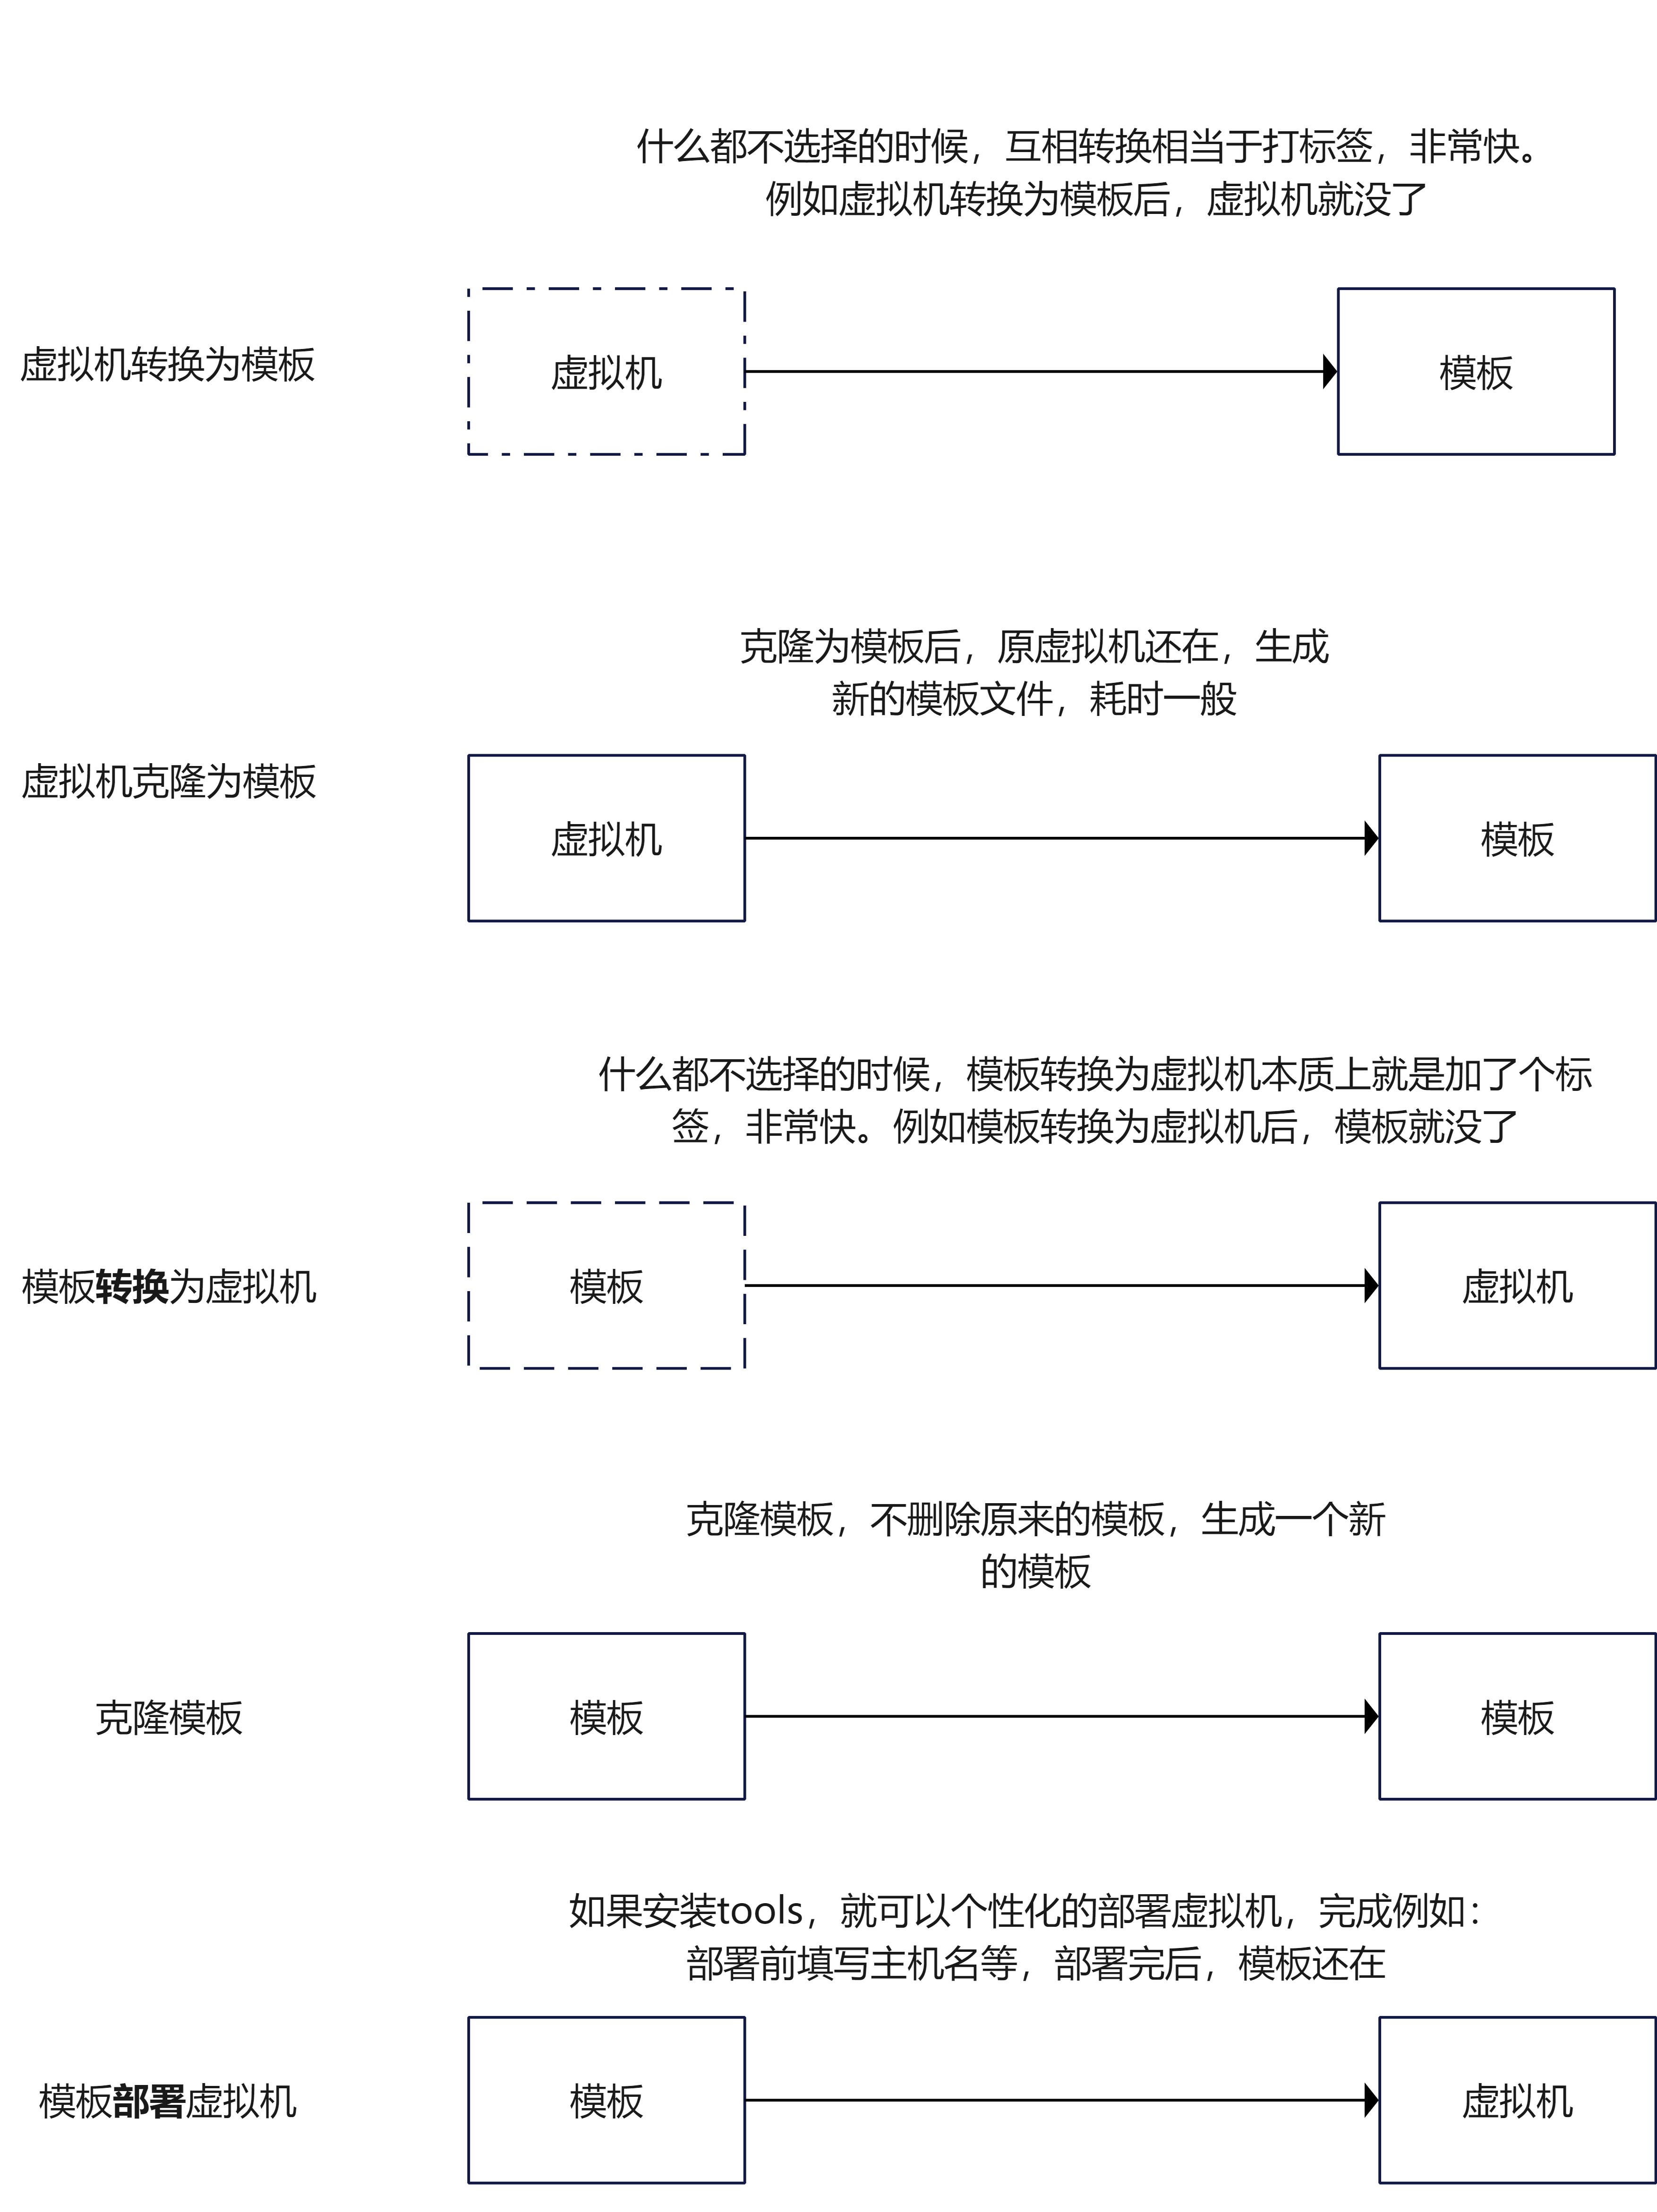 什么都不选择的时候，互相转换相当于打标签，非常快。
例如虚拟机转换为模板后，虚拟机就没了
虚拟机转换为模板
虚拟机
模板
克隆为模板后，原虚拟机还在，生成
新的模板文件，耗时一般
虚拟机克隆为模板
虚拟机
模板
什么都不选择的时候，模板转换为虚拟机本质上就是加了个标
签，非常快。例如模板转换为虚拟机后，模板就没了
模板转换为虚拟机
模板
虚拟机
克隆模板，不删除原来的模板，生成一个新
的模板
克隆模板
模板
模板
如果安装tools，就可以个性化的部署虚拟机，完成例如：
部署前填写主机名等，部署完后，模板还在
模板部署虚拟机
模板
虚拟机